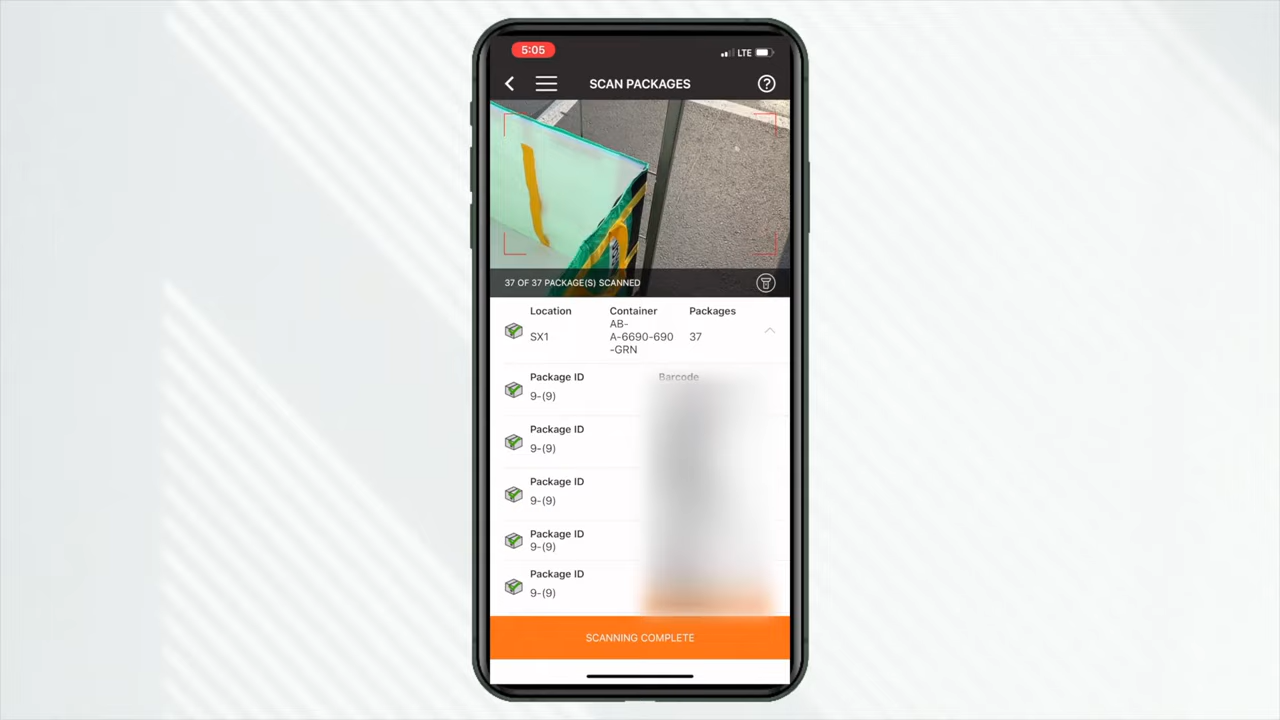 5:05
LTE
SCAN PACKAGES
37 OF 37 PACKAGE(S) SCANNED
Location Container Packages
AB-
SX1 A-6690-690 37
-GRN
Package ID Barcode
9-(9)
Package ID
9-(9)
Package ID
9-(9)
Package ID
9-(9)
Package ID
9-(9)
SCANNING COMPLETE